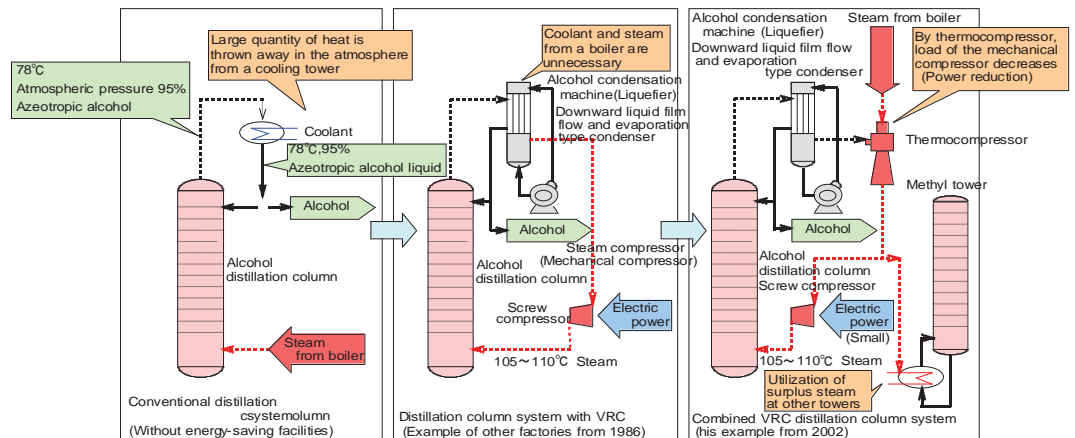 78℃
Atmospheric pressure 95%
Azeotropic alcohol
Large quantity of heat is
thrown away in the atmosphere
from a cooling tower
Coolant
78℃,95%
Azeotropic alcohol liquid
Alcohol
Alcohol
distillation column
Steam
from boiler
Conventional distillation
csystemolumn
(Without energy-saving facilities)
Coolant and steam
from a boiler are
unnecessary
Alcohol condensation
machine(Liquefier)
Downward liquid film
flow and evaporation
type condenser
Alcohol
Steam compressor
(Mechanical compressor)
Alcohol
distillation column
Screw
compressor
Electric
power
105～110℃ Steam
Distillation column system with VRC
(Example of other factories from 1986)
Alcohol condensation
machine (Liquefier)
Downward liquid film flow
and evaporation
type condenser
Steam from boiler
By thermocompressor,
load of the mechanical
compressor decreases
(Power reduction)
Thermocompressor
Methyl tower
Alcohol
Alcohol
distillation column
Screw compressor
Electric
power
(Small)
105～110℃ Steam
Utilization of
surplus steam
at other towers
Combined VRC distillation column system
(his example from 2002)